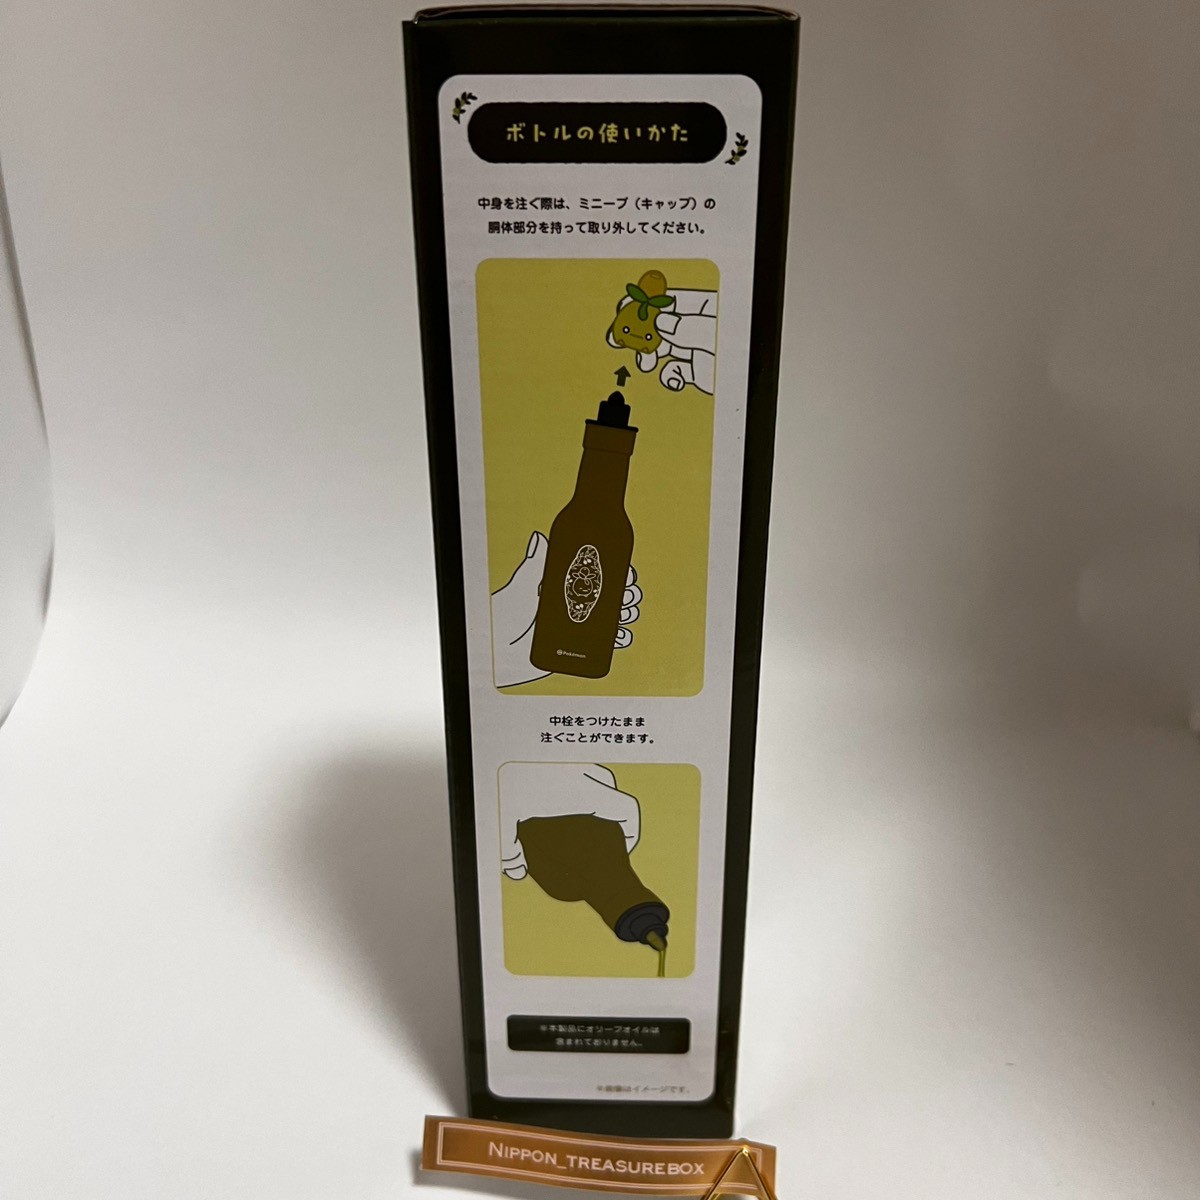 ボトルの使いかた
中身を注ぐ際は、ミニーブ（キャップ）の
胴体部分を持って取り外してください。
©Pokémon
中栓をつけたまま
注ぐことができます。
※本商品にオリーブオイルは
含まれておりません。
※画像はイメージです。
NIPPON_TREASUREBOX